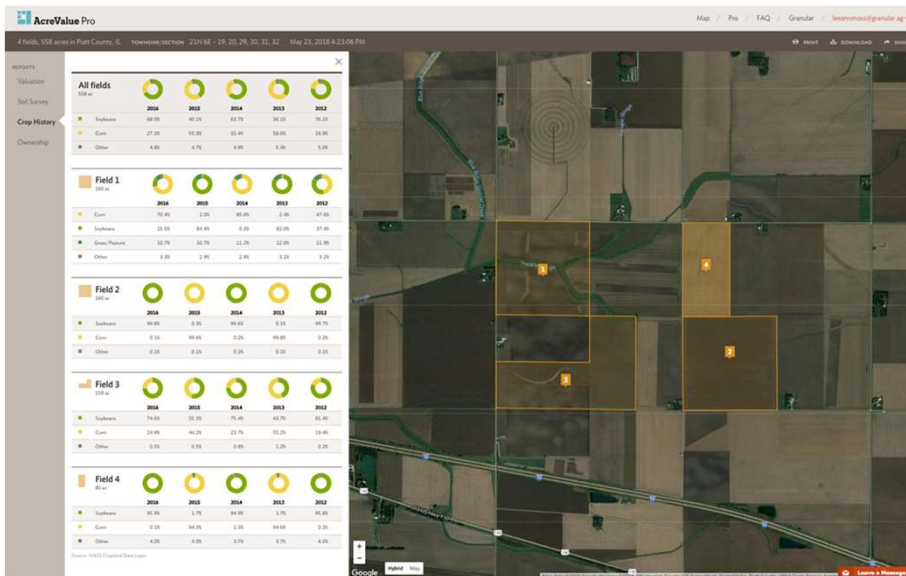 AcreValue Pro
Map / Pro / FAQ / Granular / leeannmoss@granular.ag
4 fields, 558 acres in Piatt County, IL TOWNSHIP/SECTION 21N 6E - 19, 20, 29, 30, 31, 32 May 23, 2018 4:23:06 PM
PRINT DOWNLOAD
REPORTS
Valuation
Soil Survey
Crop History
Ownership
All fields
558 ac
2016 2015 2014 2013 2012
Soybeans 68.0% 40.1% 63.7% 36.1% 76.1%
Corn 27.2% 55.3% 31.4% 58.6% 18.9%
Other 4.8% 4.7% 4.9% 5.4% 5.0%
Field 1
160 ac
2016 2015 2014 2013 2012
Corn 70.4% 2.0% 85.6% 2.4% 47.6%
Soybeans 15.5% 84.4% 0.3% 82.0% 37.4%
Grass/Pasture 10.7% 10.7% 11.2% 12.6% 11.9%
Other 3.3% 2.9% 2.9% 3.1% 3.2%
Field 2
160 ac
2016 2015 2014 2013 2012
Soybeans 99.8% 0.3% 99.6% 0.1% 99.7%
Corn 0.1% 99.6% 0.2% 99.8% 0.2%
Other 0.1% 0.1% 0.2% 0.1% 0.1%
Field 3
158 ac
2016 2015 2014 2013 2012
Soybeans 74.6% 55.3% 75.4% 43.7% 81.4%
Corn 24.9% 44.2% 23.7% 55.2% 18.4%
Other 0.5% 0.5% 0.8% 1.2% 0.2%
Field 4
80 ac
2016 2015 2014 2013 2012
Soybeans 95.9% 1.7% 94.9% 1.7% 95.8%
Corn 0.1% 94.3% 1.3% 94.6% 0.2%
Other 4.0% 4.0% 3.7% 3.7% 4.0%
Source: NASS Cropland Data Layer
1
4
2
3
Google
Hybrid Map
Leave a Message